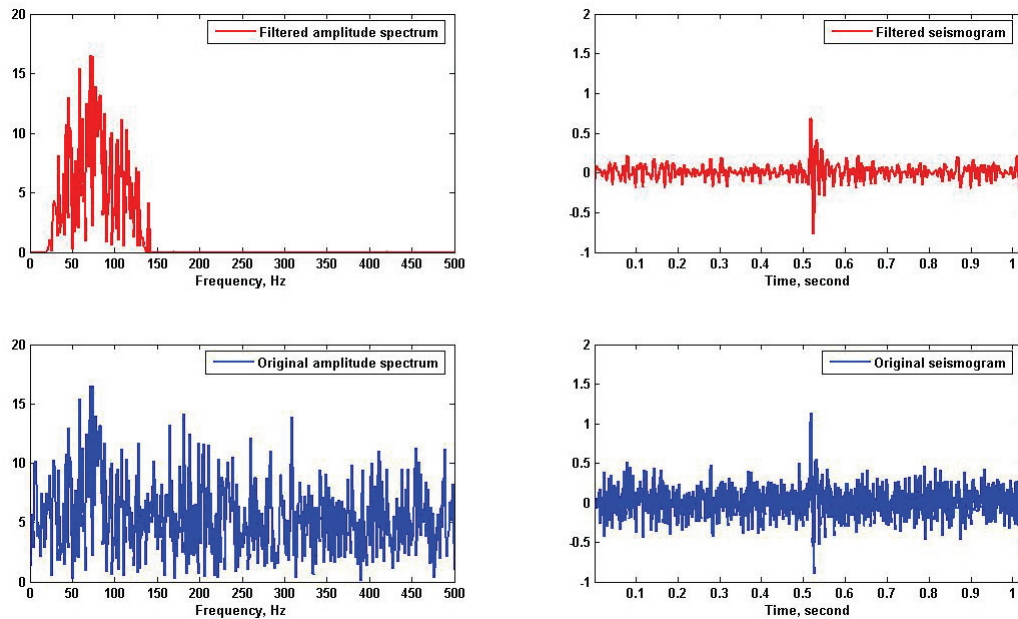 20
15
10
5
0
Filtered amplitude spectrum
0 50 100 150 200 250 300 350 400 450 500
Frequency, Hz
2
1.5
1
0.5
0
-0.5
-1
Filtered seismogram
0.1 0.2 0.3 0.4 0.5 0.6 0.7 0.8 0.9 1
Time, second
20
15
10
5
0
Original amplitude spectrum
0 50 100 150 200 250 300 350 400 450 500
Frequency, Hz
2
1.5
1
0.5
0
-0.5
-1
Original seismogram
0.1 0.2 0.3 0.4 0.5 0.6 0.7 0.8 0.9 1
Time, second